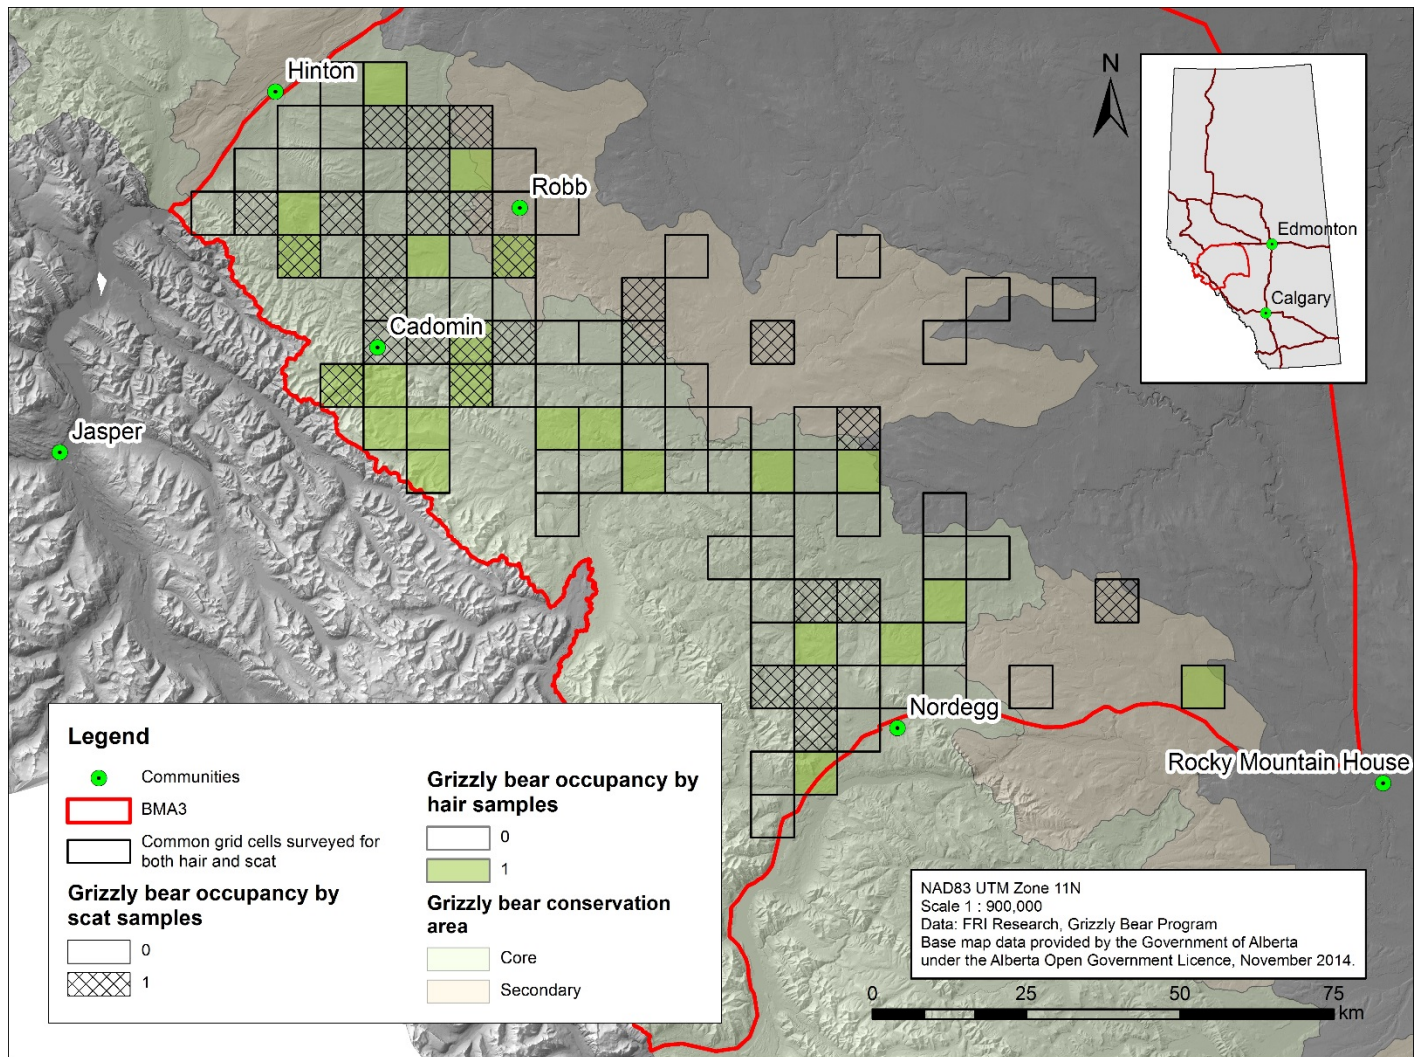 Hinton
N
Robb
Edmonton
Calgary
Cadomin
Jasper
Nordegg
Rocky Mountain House
Legend
Communities
BMA3
Common grid cells surveyed for
both hair and scat
Grizzly bear occupancy by
scat samples
0
1
Grizzly bear occupancy by
hair samples
0
1
Grizzly bear conservation
area
Core
Secondary
NAD83 UTM Zone 11N
Scale 1 : 900,000
Data: FRI Research, Grizzly Bear Program
Base map data provided by the Government of Alberta
under the Alberta Open Government Licence, November 2014.
0 25 50 75
km